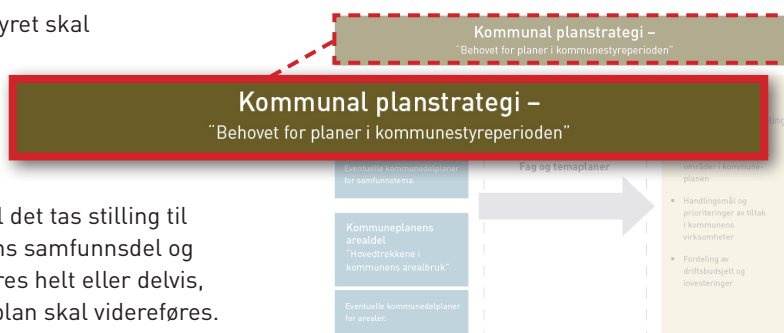 yret skal
Kommunal planstrategi –
"Behovet for planer i kommunestyreperioden"
Kommunal planstrategi –
"Behovet for planer i kommunestyreperioden"
Eventuelle kommunedelplaner
for samfunnstema.
Kommuneplanens
arealdel
"Hovedtrekkene i
kommunens arealbruk"
Eventuelle kommunedelplaner
for arealer.
Fag og temaplaner
områder i kommune-
planen
• Handlingsmål og
prioriteringer av tiltak
i kommunens
virksomheter
• Fordeling av
driftsbudsjett og
investeringer
l det tas stilling til
ns samfunnsdel og
res helt eller delvis,
plan skal videreføres.